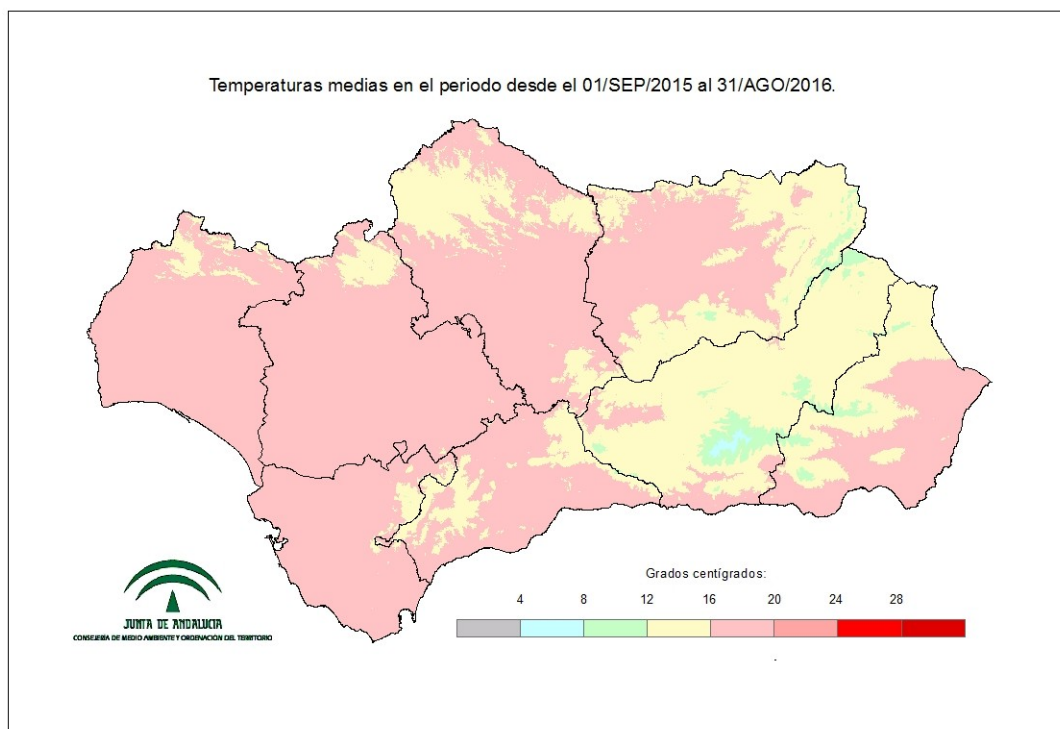 Temperaturas medias en el periodo desde el 01/SEP/2015 al 31/AGO/2016.
JUNTA DE ANDALUCIA
CONSEJERÍA DE MEDIO AMBIENTE Y ORDENACIÓN DEL TERRITORIO
Grados centígrados:
4 8 12 16 20 24 28